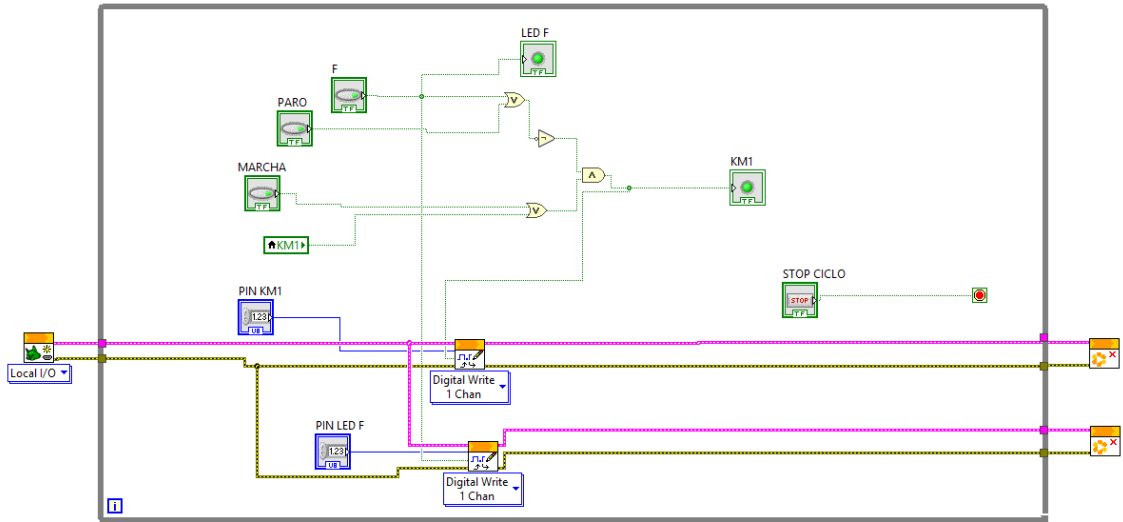 LED F
TF
F
TF
PARO
TF
V
¬
MARCHA
TF
V
Λ
KM1
TF
KM1
PIN KM1
1.23
U8
STOP CICLO
STOP
TF
Local I/O
Digital Write
1 Chan
PIN LED F
1.23
U8
Digital Write
1 Chan
i